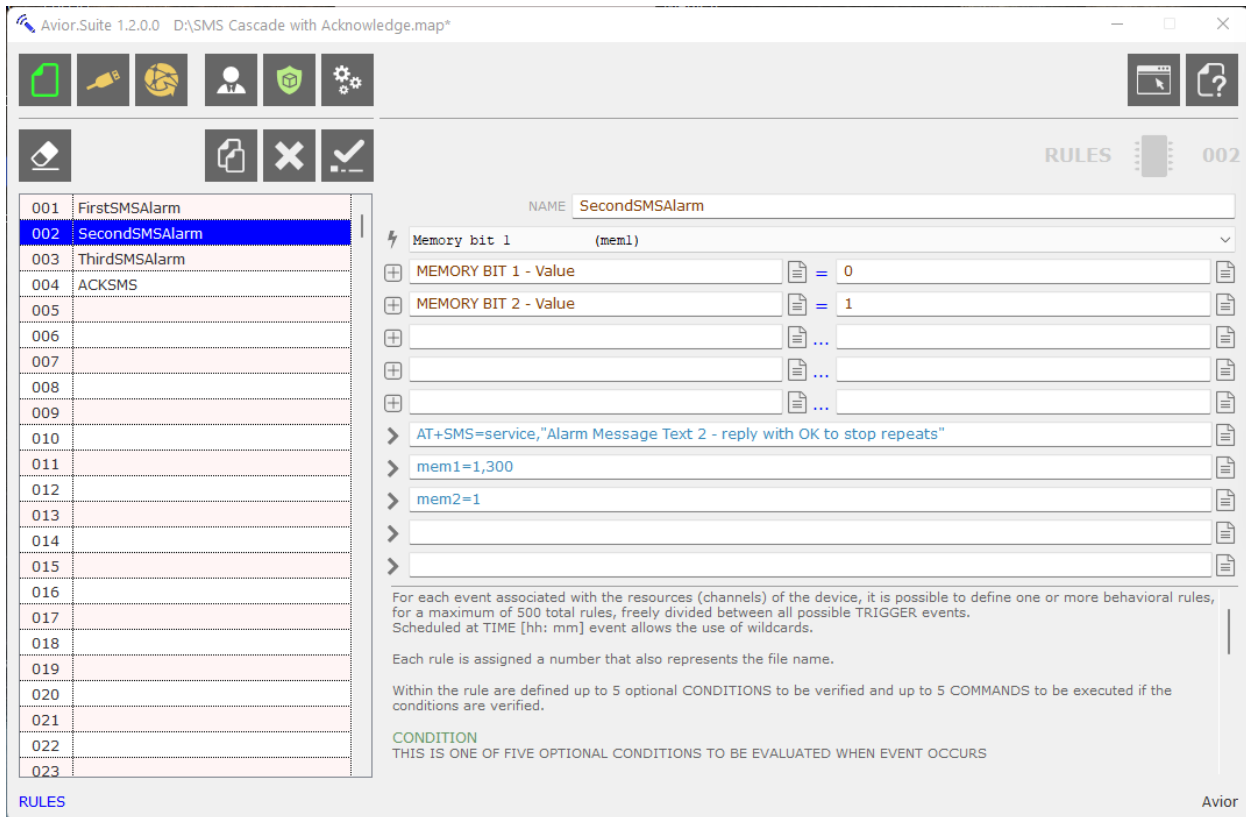 Avior.Suite 1.2.0.0 D:\SMS Cascade with Acknowledge.map*
RULES 002
001 FirstSMSAlarm
002 SecondSMSAlarm
003 ThirdSMSAlarm
004 ACKSMS
005
006
007
008
009
010
011
012
013
014
015
016
017
018
019
020
021
022
023
NAME SecondSMSAlarm
Memory bit 1 (mem1)
MEMORY BIT 1 - Value = 0
MEMORY BIT 2 - Value = 1
...
...
...
AT+SMS=service,"Alarm Message Text 2 - reply with OK to stop repeats"
mem1=1,300
mem2=1
For each event associated with the resources (channels) of the device, it is possible to define one or more behavioral rules,
for a maximum of 500 total rules, freely divided between all possible TRIGGER events.
Scheduled at TIME [hh: mm] event allows the use of wildcards.
Each rule is assigned a number that also represents the file name.
Within the rule are defined up to 5 optional CONDITIONS to be verified and up to 5 COMMANDS to be executed if the
conditions are verified.
CONDITION
THIS IS ONE OF FIVE OPTIONAL CONDITIONS TO BE EVALUATED WHEN EVENT OCCURS
RULES
Avior